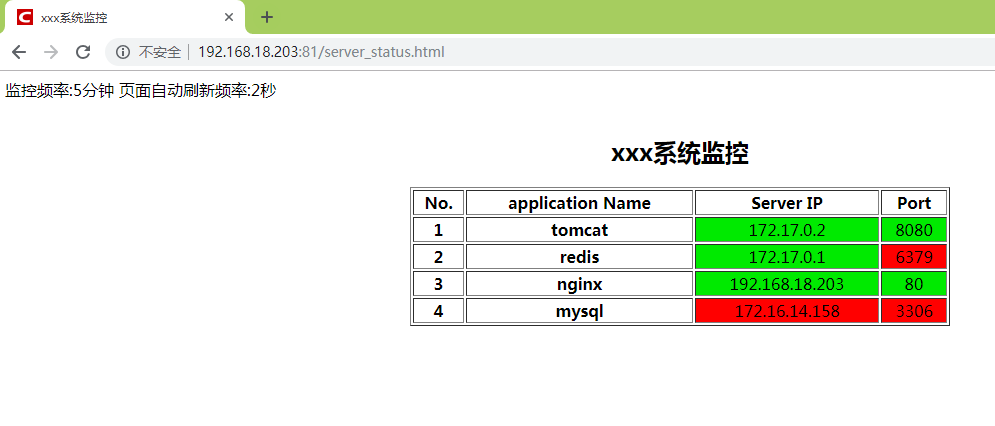 xxx系统监控
不安全 192.168.18.203:81/server_status.html
监控频率:5分钟 页面自动刷新频率:2秒
xxx系统监控
No. application Name Server IP Port
1 tomcat 172.17.0.2 8080
2 redis 172.17.0.1 6379
3 nginx 192.168.18.203 80
4 mysql 172.16.14.158 3306